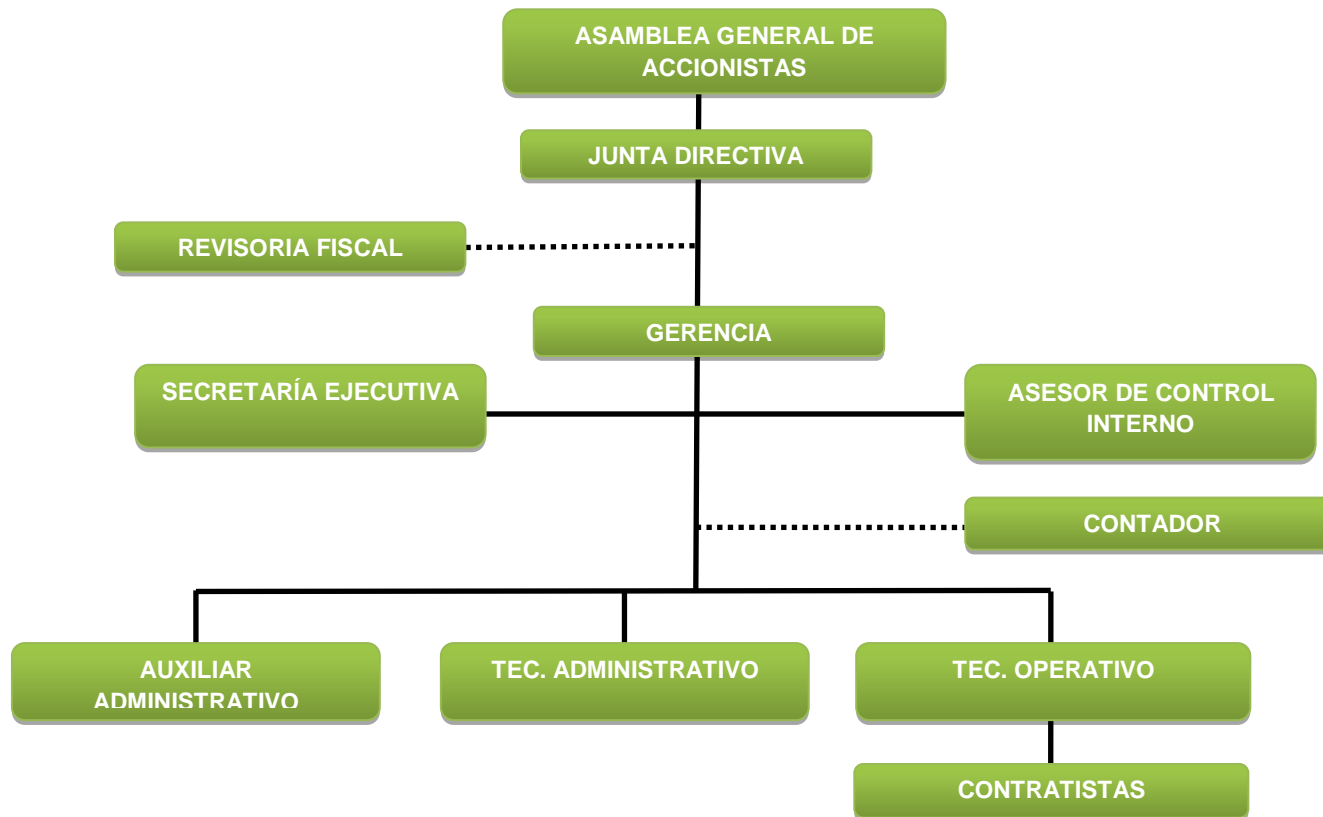 ASAMBLEA GENERAL DE
ACCIONISTAS
JUNTA DIRECTIVA
REVISORIA FISCAL
GERENCIA
SECRETARÍA EJECUTIVA
ASESOR DE CONTROL
INTERNO
CONTADOR
AUXILIAR
ADMINISTRATIVO
TEC. ADMINISTRATIVO
TEC. OPERATIVO
CONTRATISTAS